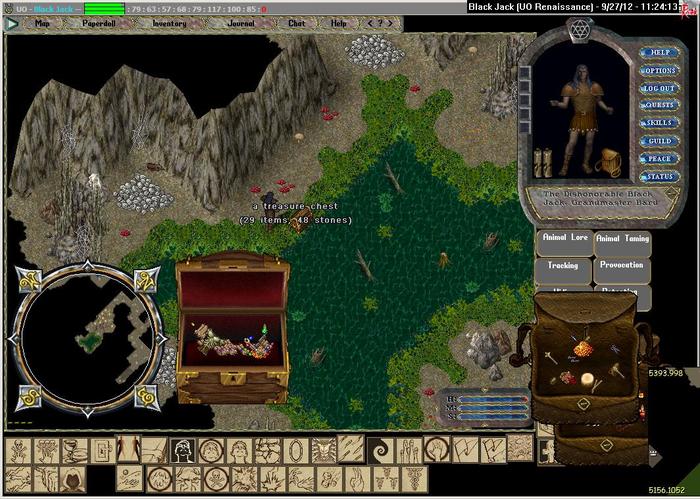 UO - Black Jack - :79:63:57:68:79:117:100:85:0
Black Jack [UO Renaissance] - 9/27/12 - 11:24:13
Map Paperdoll Inventory Journal Chat Help < ? >
HELP
OPTIONS
LOG OUT
QUESTS
SKILLS
GUILD
PEACE
STATUS
The Dishonorable Black
Jack, Grandmaster Bard
a treasure chest
(29 items, 48 stones)
Animal Lore Animal Taming
Tracking Provocation
5393.998
5156.1052